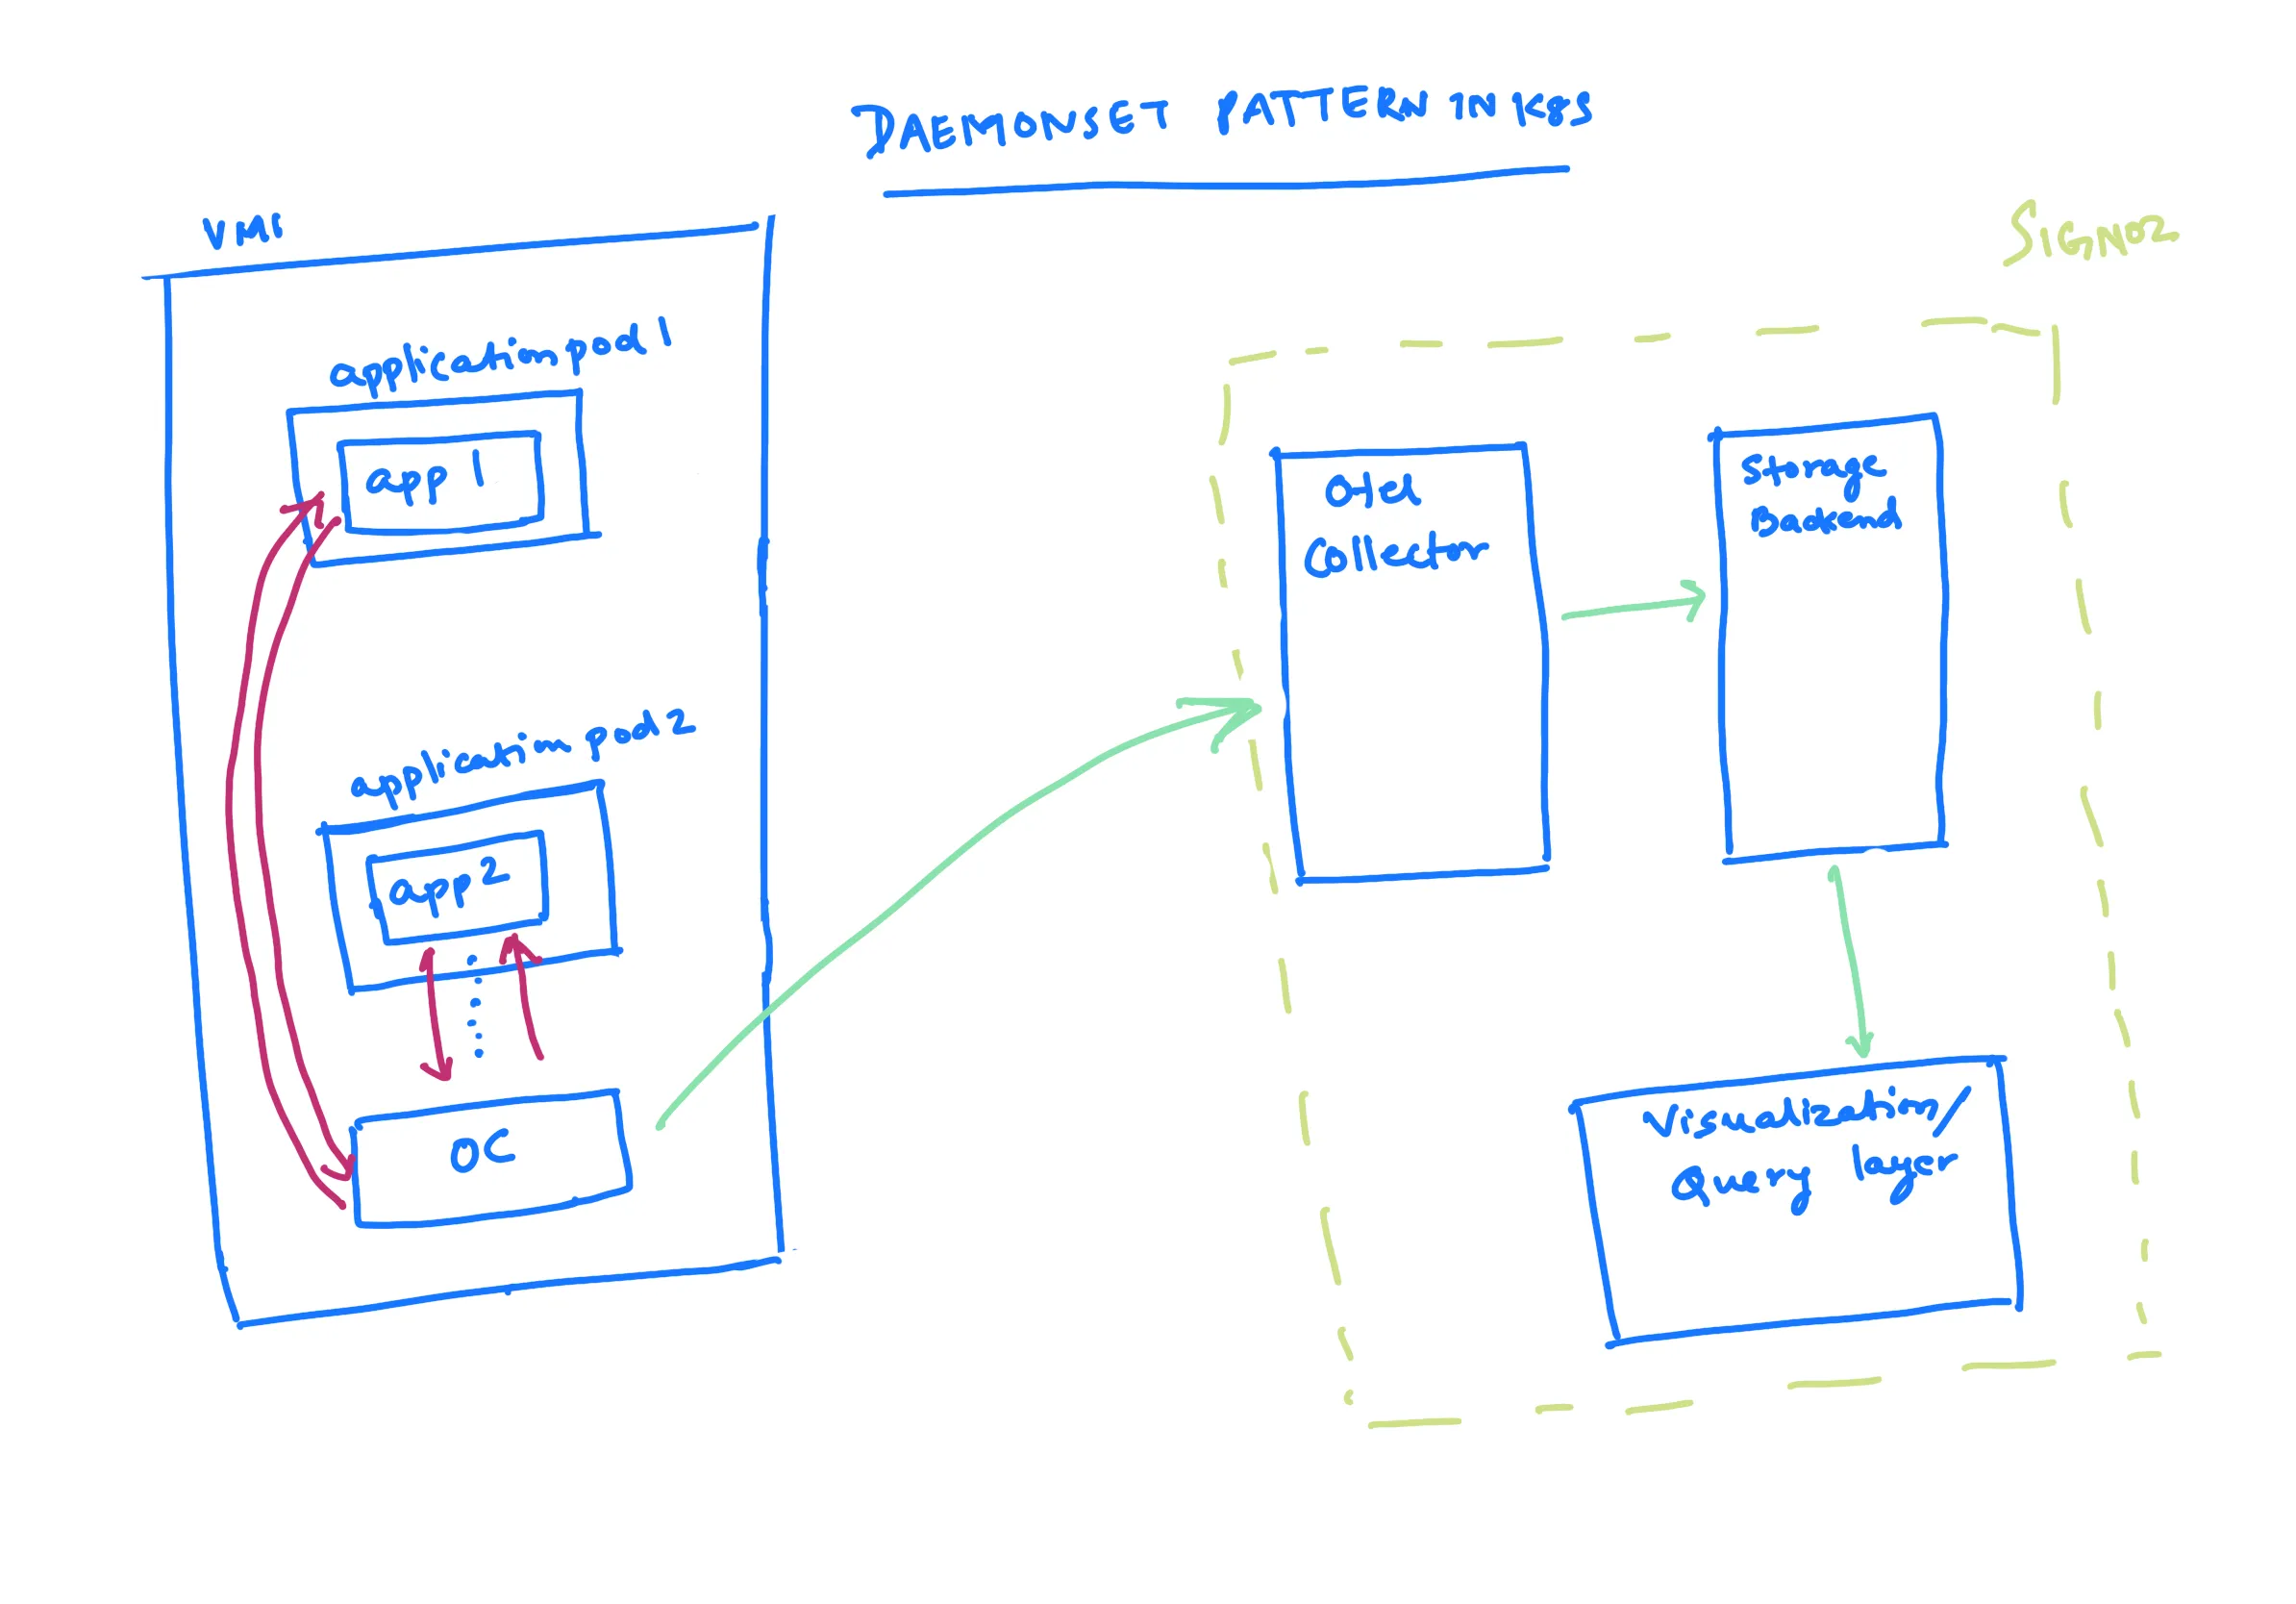 DAEMONSET PATTERN IN K8S
VM1
SIGNOZ
application pod 1
app 1
Otel
Collector
Storage
Backend
application pod 2
app 2
OC
Visualization/
Query layer